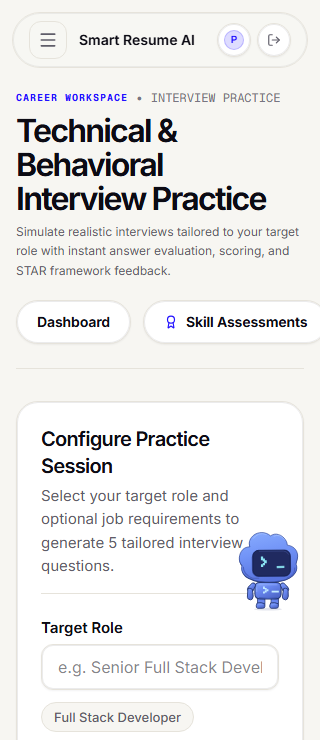 Smart Resume AI
P
CAREER WORKSPACE • INTERVIEW PRACTICE
Technical &
Behavioral
Interview Practice
Simulate realistic interviews tailored to your target
role with instant answer evaluation, scoring, and
STAR framework feedback.
Dashboard
Skill Assessments
Configure Practice
Session
Select your target role and
optional job requirements to
generate 5 tailored interview
questions.
Target Role
e.g. Senior Full Stack Devel
Full Stack Developer